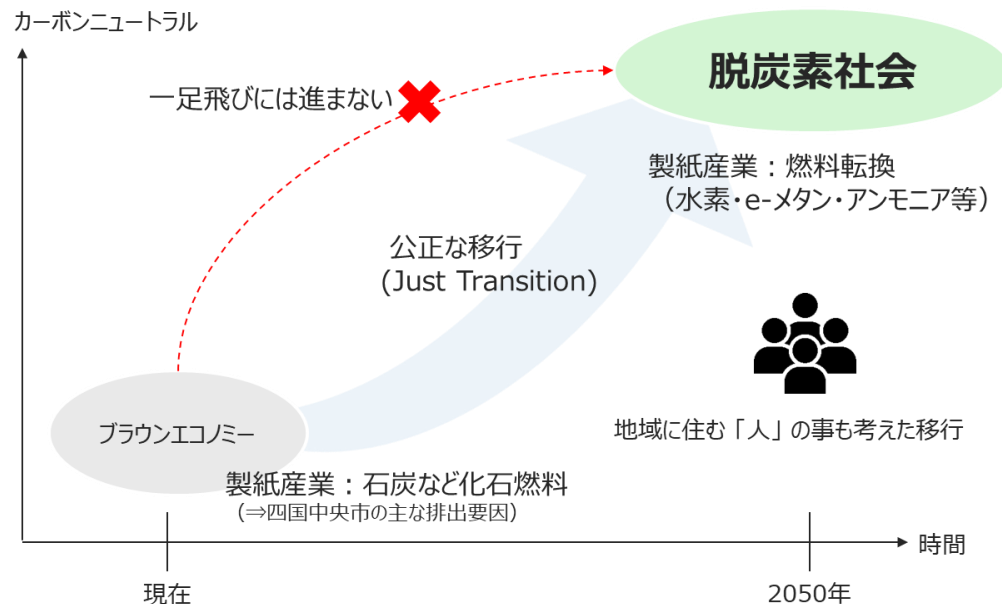 カーボンニュートラル
脱炭素社会
一足飛びには進まない
製紙産業：燃料転換
（水素・e-メタン・アンモニア等）
公正な移行
(Just Transition)
ブラウンエコノミー
地域に住む「人」の事も考えた移行
製紙産業：石炭など化石燃料
（⇒四国中央市の主な排出要因）
時間
現在
2050年